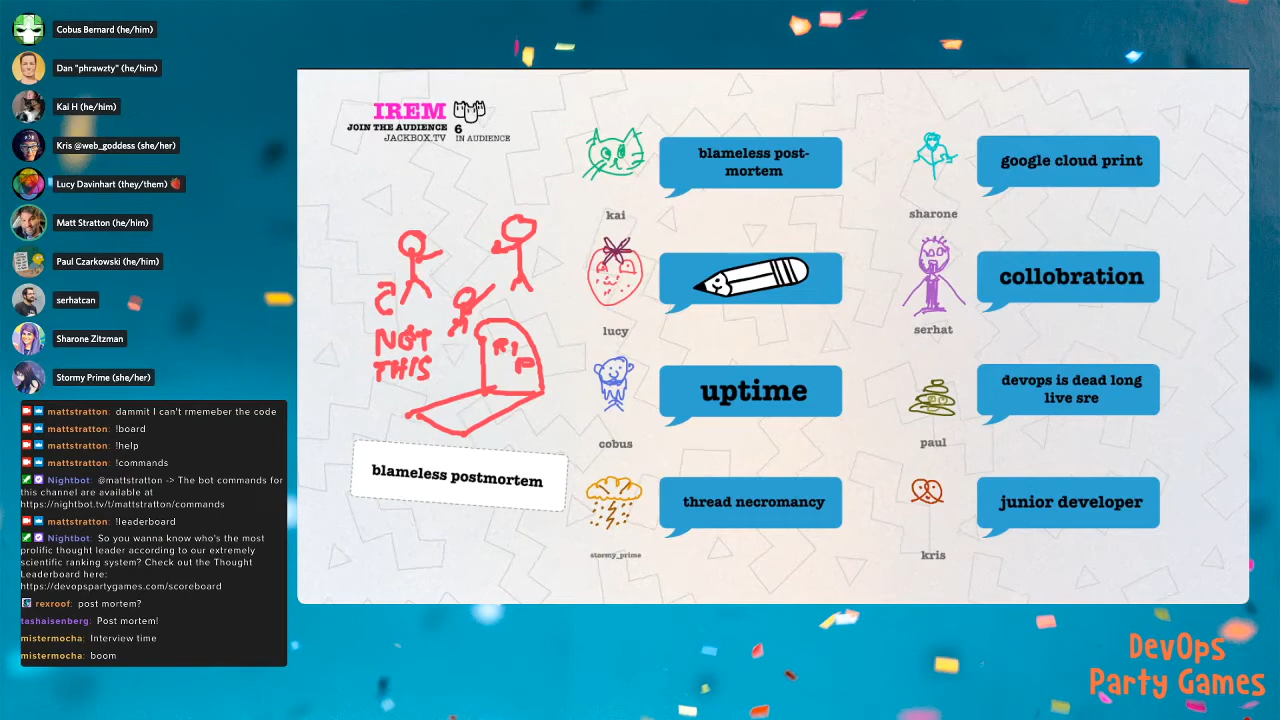 Cobus Bernard (he/him)
Dan "phrawzty" (he/him)
Kai H (he/him)
Kris @web_goddess (she/her)
Lucy Davinhart (they/them) 🍓
Matt Stratton (he/him)
Paul Czarkowski (he/him)
serhatcan
Sharone Zitzman
Stormy Prime (she/her)
mattstratton: dammit I can't rmemeber the code
mattstratton: !board
mattstratton: !help
mattstratton: !commands
Nightbot: @mattstratton -> The bot commands for
this channel are available at
https://nightbot.tv/t/mattstratton/commands
mattstratton: !leaderboard
Nightbot: So you wanna know who's the most
prolific thought leader according to our extremely
scientific ranking system? Check out the Thought
Leaderboard here:
https://devopspartygames.com/scoreboard
rexroof: post mortem?
tashaisenberg: Post mortem!
mistermocha: Interview time
mistermocha: boom
IREM
JOIN THE AUDIENCE
JACKBOX.TV
6
IN AUDIENCE
NOT
THIS
RIP
blameless postmortem
blameless post-
mortem
kai
lucy
uptime
cobus
thread necromancy
stormy_prime
google cloud print
sharone
collobration
serhat
devops is dead long
live sre
paul
junior developer
kris
DevOps
Party Games